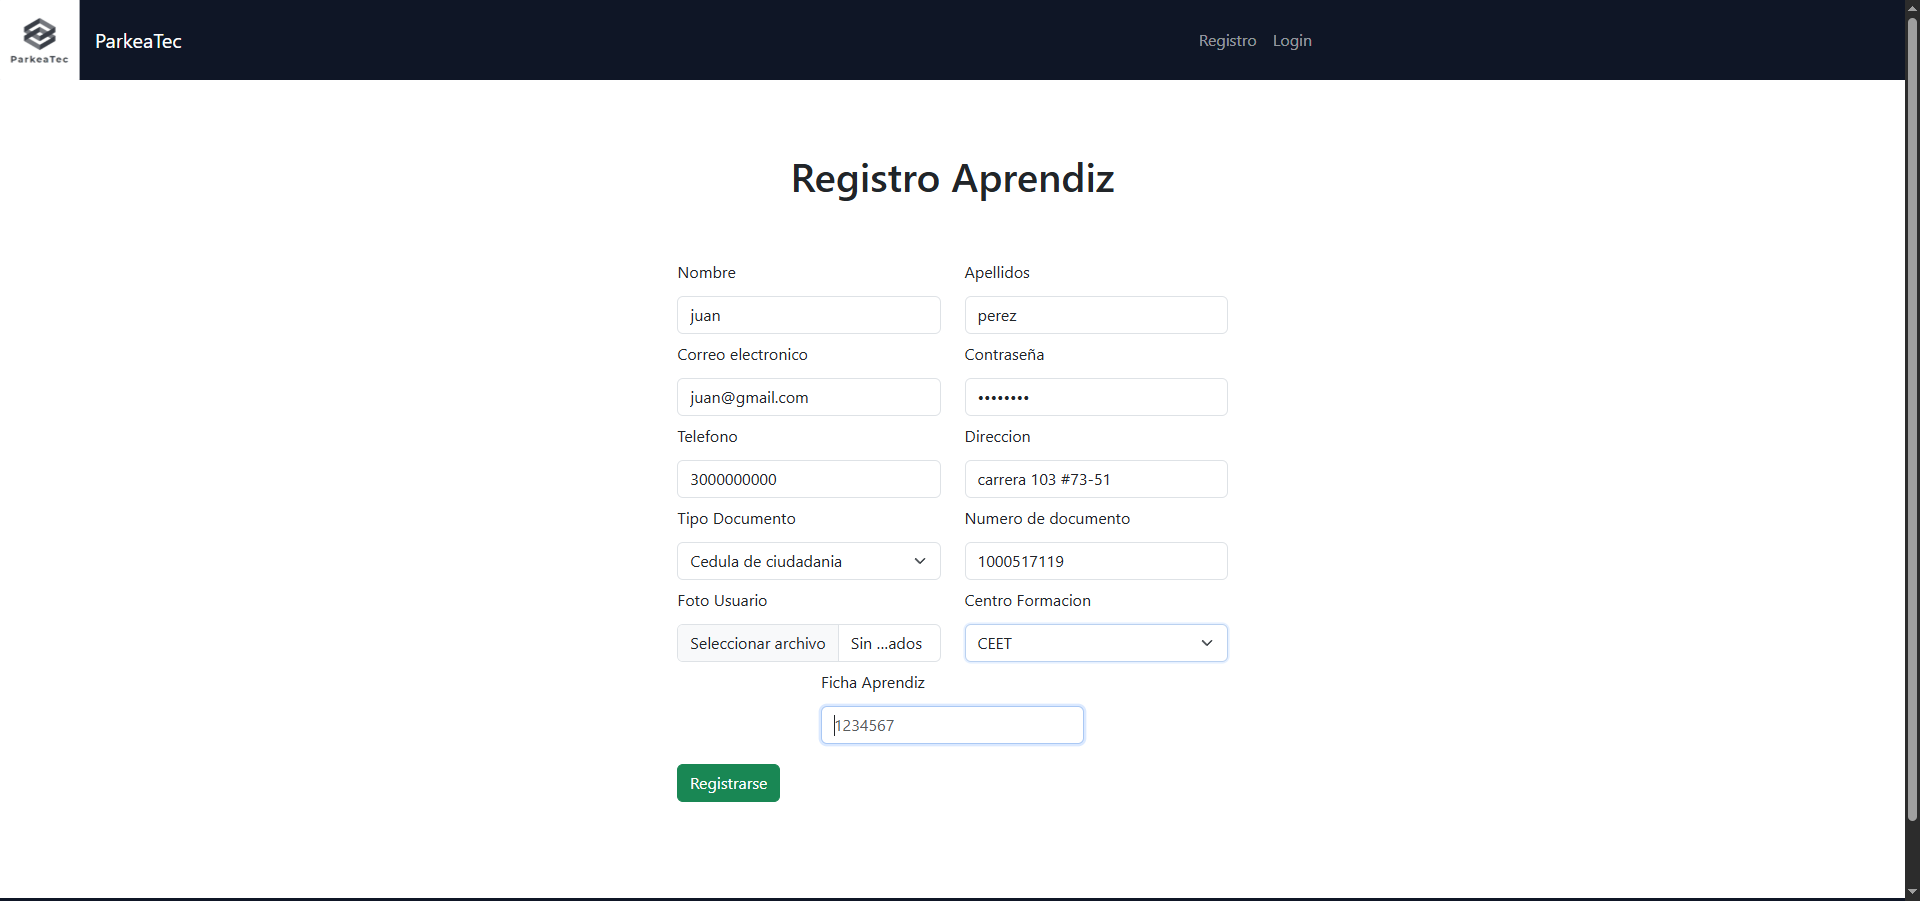 ParkeaTec
ParkeaTec
Registro Login
Registro Aprendiz
Nombre Apellidos
juan perez
Correo electronico Contraseña
juan@gmail.com ••••••••
Telefono Direccion
3000000000 carrera 103 #73-51
Tipo Documento Numero de documento
Cedula de ciudadania 1000517119
Foto Usuario Centro Formacion
Seleccionar archivo Sin ...ados CEET
Ficha Aprendiz
1234567
Registrarse